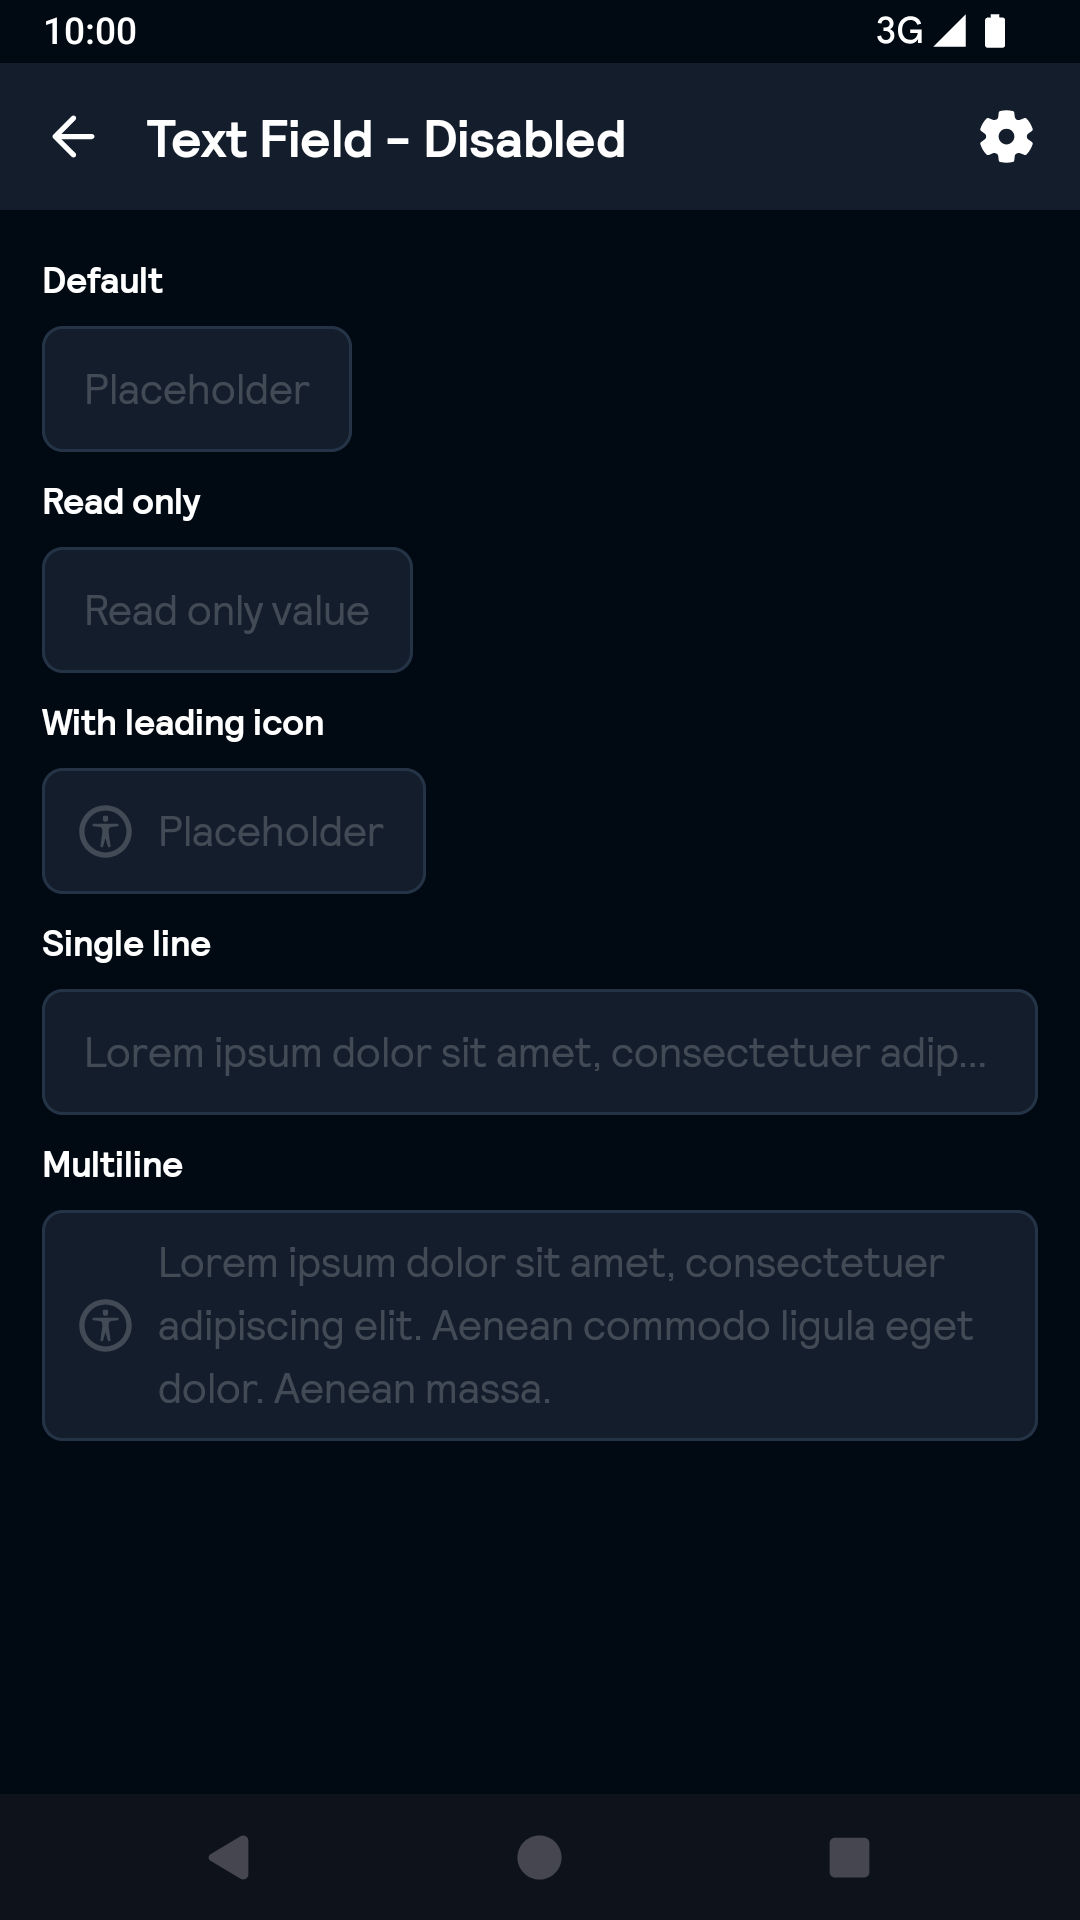 10:00
3G
Text Field - Disabled
Default
Placeholder
Read only
Read only value
With leading icon
Placeholder
Single line
Lorem ipsum dolor sit amet, consectetuer adip...
Multiline
Lorem ipsum dolor sit amet, consectetuer
adipiscing elit. Aenean commodo ligula eget
dolor. Aenean massa.